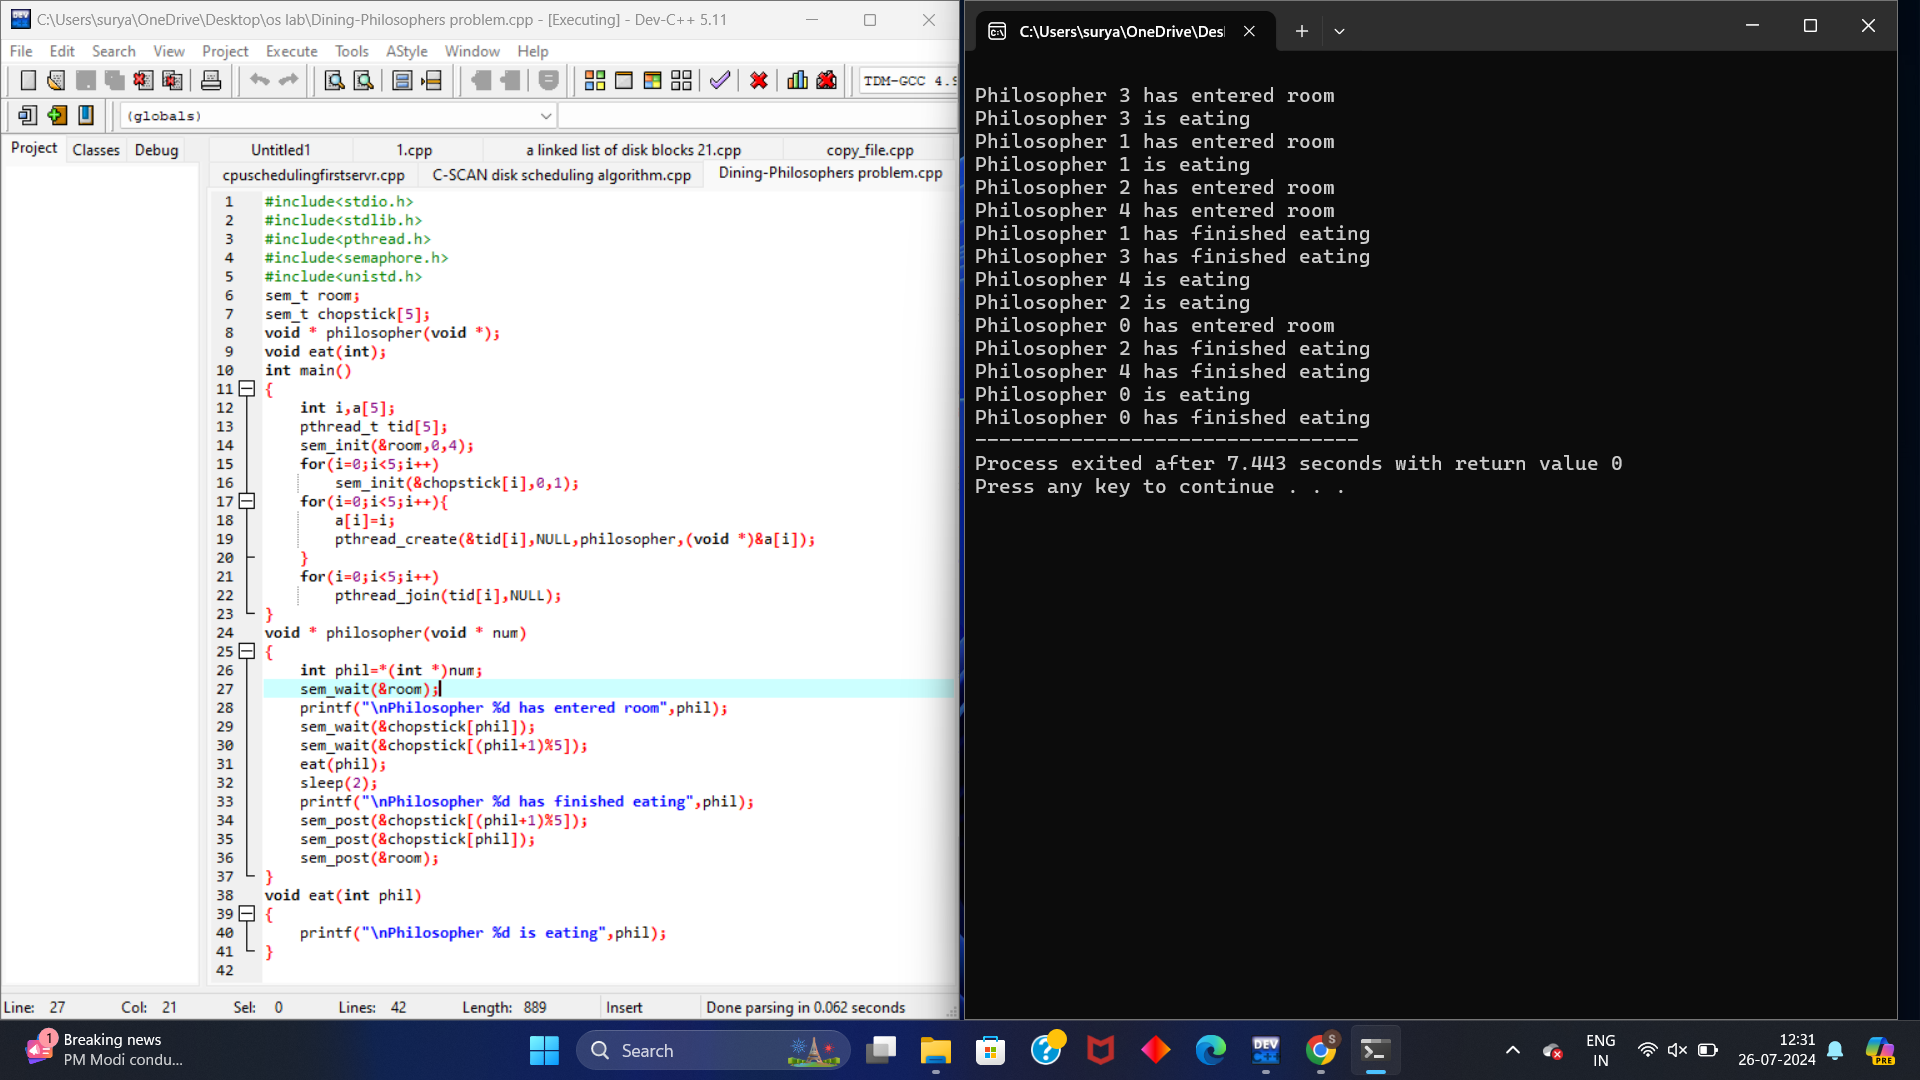 C:\Users\surya\OneDrive\Desktop\os lab\Dining-Philosophers problem.cpp - [Executing] - Dev-C++ 5.11
File Edit Search View Project Execute Tools AStyle Window Help
TDM-GCC 4.9
(globals)
Project Classes Debug
Untitled1 1.cpp a linked list of disk blocks 21.cpp copy_file.cpp
cpuschedulingfirstservr.cpp C-SCAN disk scheduling algorithm.cpp Dining-Philosophers problem.cpp
1 #include<stdio.h>
2 #include<stdlib.h>
3 #include<pthread.h>
4 #include<semaphore.h>
5 #include<unistd.h>
6 sem_t room;
7 sem_t chopstick[5];
8 void * philosopher(void *);
9 void eat(int);
10 int main()
11 {
12 int i,a[5];
13 pthread_t tid[5];
14 sem_init(&room,0,4);
15 for(i=0;i<5;i++)
16 sem_init(&chopstick[i],0,1);
17 for(i=0;i<5;i++){
18 a[i]=i;
19 pthread_create(&tid[i],NULL,philosopher,(void *)&a[i]);
20 }
21 for(i=0;i<5;i++)
22 pthread_join(tid[i],NULL);
23 }
24 void * philosopher(void * num)
25 {
26 int phil=*(int *)num;
27 sem_wait(&room);
28 printf("\nPhilosopher %d has entered room",phil);
29 sem_wait(&chopstick[phil]);
30 sem_wait(&chopstick[(phil+1)%5]);
31 eat(phil);
32 sleep(2);
33 printf("\nPhilosopher %d has finished eating",phil);
34 sem_post(&chopstick[(phil+1)%5]);
35 sem_post(&chopstick[phil]);
36 sem_post(&room);
37 }
38 void eat(int phil)
39 {
40 printf("\nPhilosopher %d is eating",phil);
41 }
42
Line: 27 Col: 21 Sel: 0 Lines: 42 Length: 889 Insert Done parsing in 0.062 seconds
C:\Users\surya\OneDrive\Des
Philosopher 3 has entered room
Philosopher 3 is eating
Philosopher 1 has entered room
Philosopher 1 is eating
Philosopher 2 has entered room
Philosopher 4 has entered room
Philosopher 1 has finished eating
Philosopher 3 has finished eating
Philosopher 4 is eating
Philosopher 2 is eating
Philosopher 0 has entered room
Philosopher 2 has finished eating
Philosopher 4 has finished eating
Philosopher 0 is eating
Philosopher 0 has finished eating
--------------------------------
Process exited after 7.443 seconds with return value 0
Press any key to continue . . .
1
Breaking news
PM Modi condu...
Search
DEV
C++
S
ENG
IN
12:31
26-07-2024
PRE